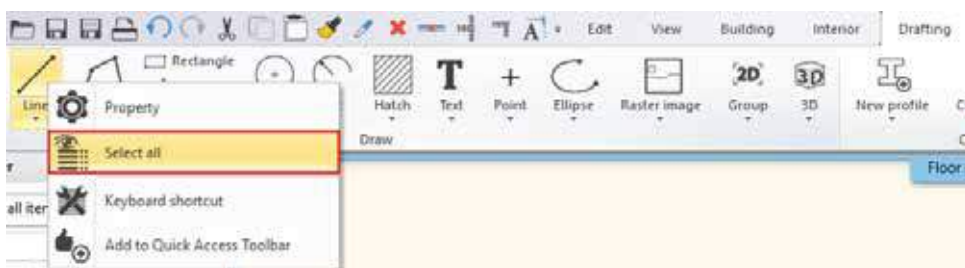 Edit View Building Interior Drafting
Rectangle
Line Hatch Text Point Ellipse Raster image Group 3D New profile
2D 3D
Draw
Property
Select all
Keyboard shortcut
Add to Quick Access Toolbar
Floor
all iter